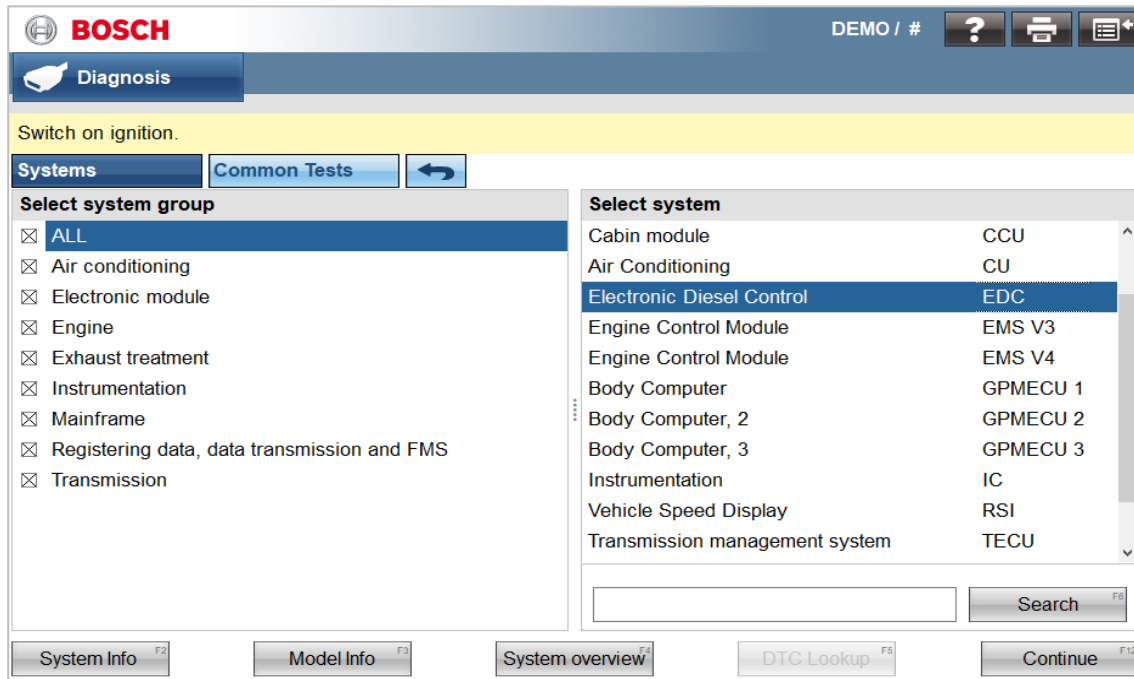 BOSCH
DEMO / #
?
Diagnosis
Switch on ignition.
Systems
Common Tests
Select system group
ALL
Air conditioning
Electronic module
Engine
Exhaust treatment
Instrumentation
Mainframe
Registering data, data transmission and FMS
Transmission
Select system
Cabin module CCU
Air Conditioning CU
Electronic Diesel Control EDC
Engine Control Module EMS V3
Engine Control Module EMS V4
Body Computer GPMECU 1
Body Computer, 2 GPMECU 2
Body Computer, 3 GPMECU 3
Instrumentation IC
Vehicle Speed Display RSI
Transmission management system TECU
Search F6
System Info F2
Model Info F3
System overview F4
DTC Lookup F5
Continue F12